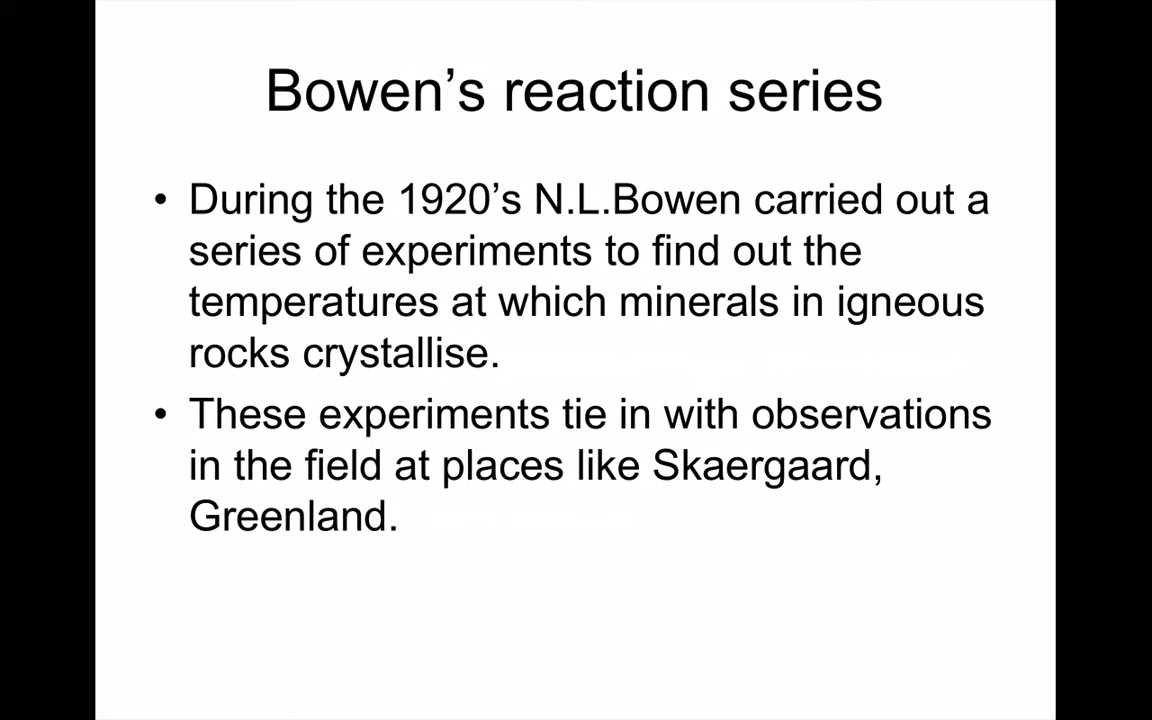 Bowen’s reaction series
• During the 1920’s N.L.Bowen carried out a
series of experiments to find out the
temperatures at which minerals in igneous
rocks crystallise.
• These experiments tie in with observations
in the field at places like Skaergaard,
Greenland.